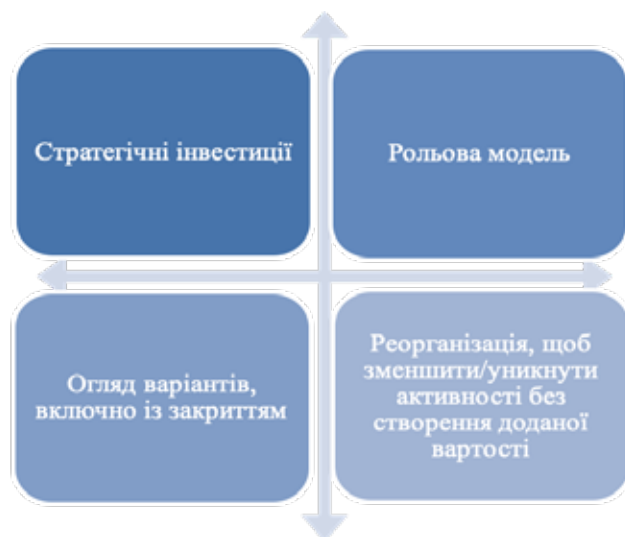 Стратегічні інвестиції
Рольова модель
Огляд варіантів,
включно із закриттям
Реорганізація, щоб
зменшити/уникнути
активності без
створення доданої
вартості